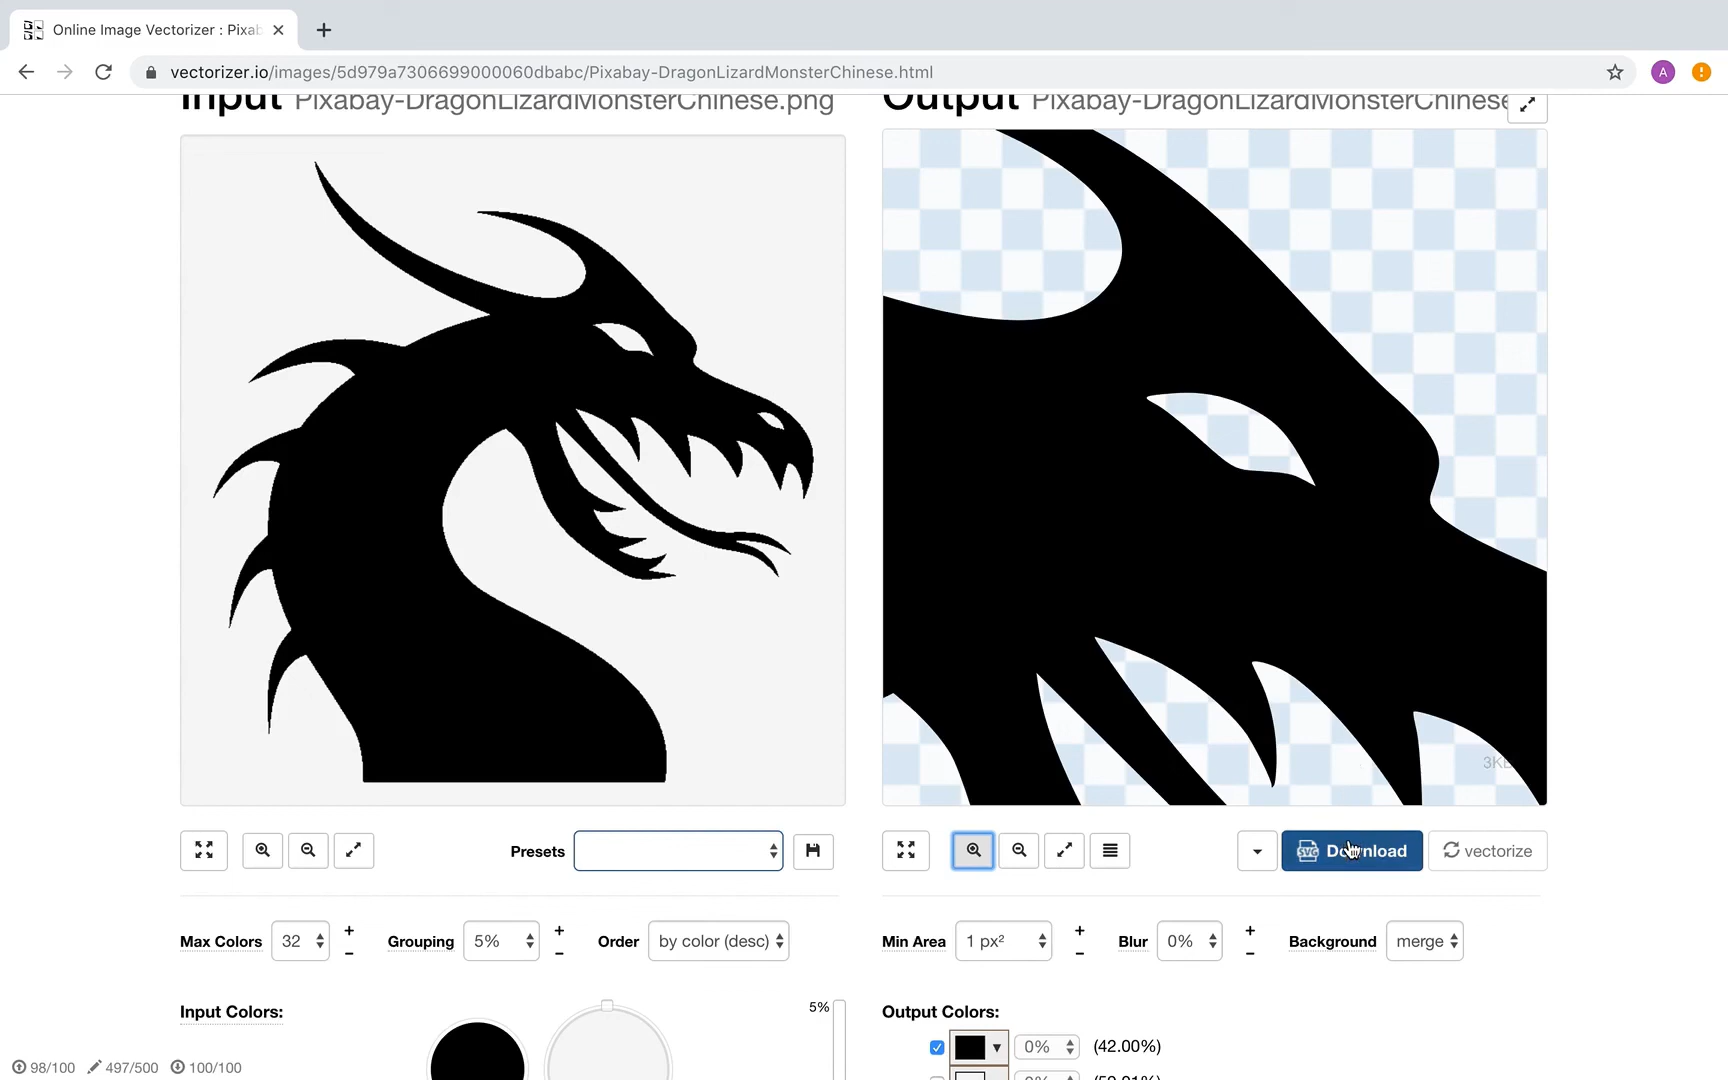 Online Image Vectorizer : Pixab
vectorizer.io/images/5d979a7306699000060dbabc/Pixabay-DragonLizardMonsterChinese.html
A
Input Pixabay-DragonLizardMonsterChinese.png
Output Pixabay-DragonLizardMonsterChinese
Presets
SVG Download
vectorize
Max Colors 32 + − Grouping 5% + − Order by color (desc)
Min Area 1 px² + − Blur 0% + − Background merge
Input Colors:
5%
Output Colors:
0% (42.00%)
98/100 497/500 100/100